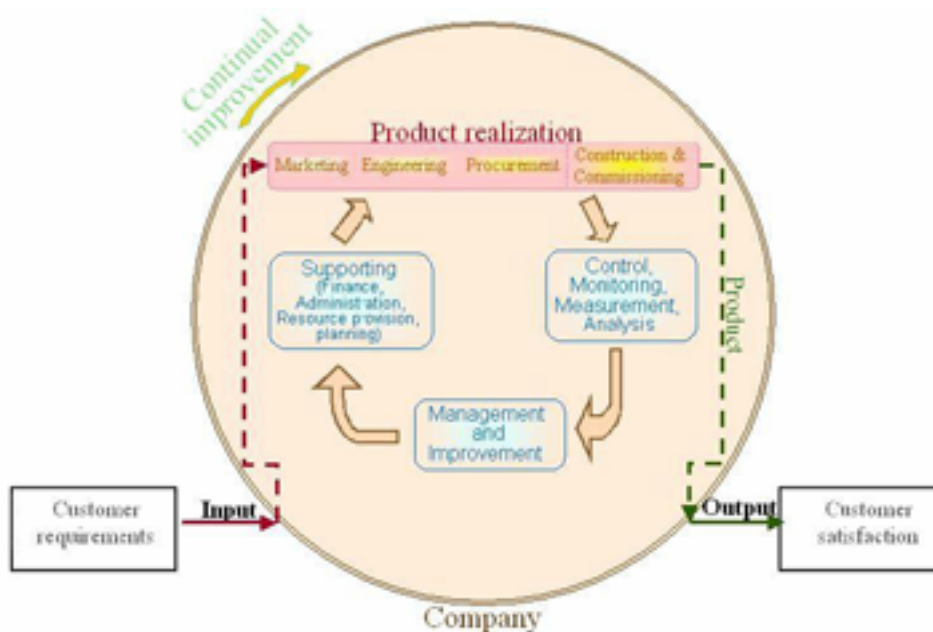 Continual
improvement
Product realization
Marketing
Engineering
Procurement
Construction &
Commissioning
Supporting
(Finance,
Administration,
Resource provision,
planning)
Control,
Monitoring,
Measurement,
Analysis
Product
Management
and
Improvement
Customer
requirements
Input
Output
Customer
satisfaction
Company